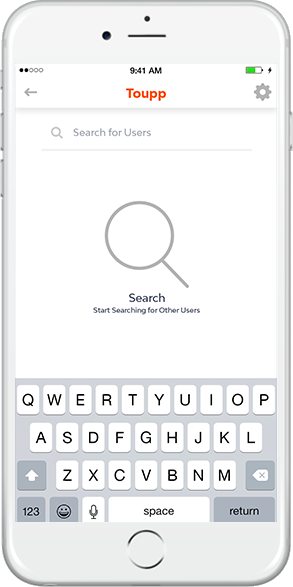 9:41 AM
Toupp
Search for Users
Search
Start Searching for Other Users
Q W E R T Y U I O P
A S D F G H J K L
Z X C V B N M
123 space return